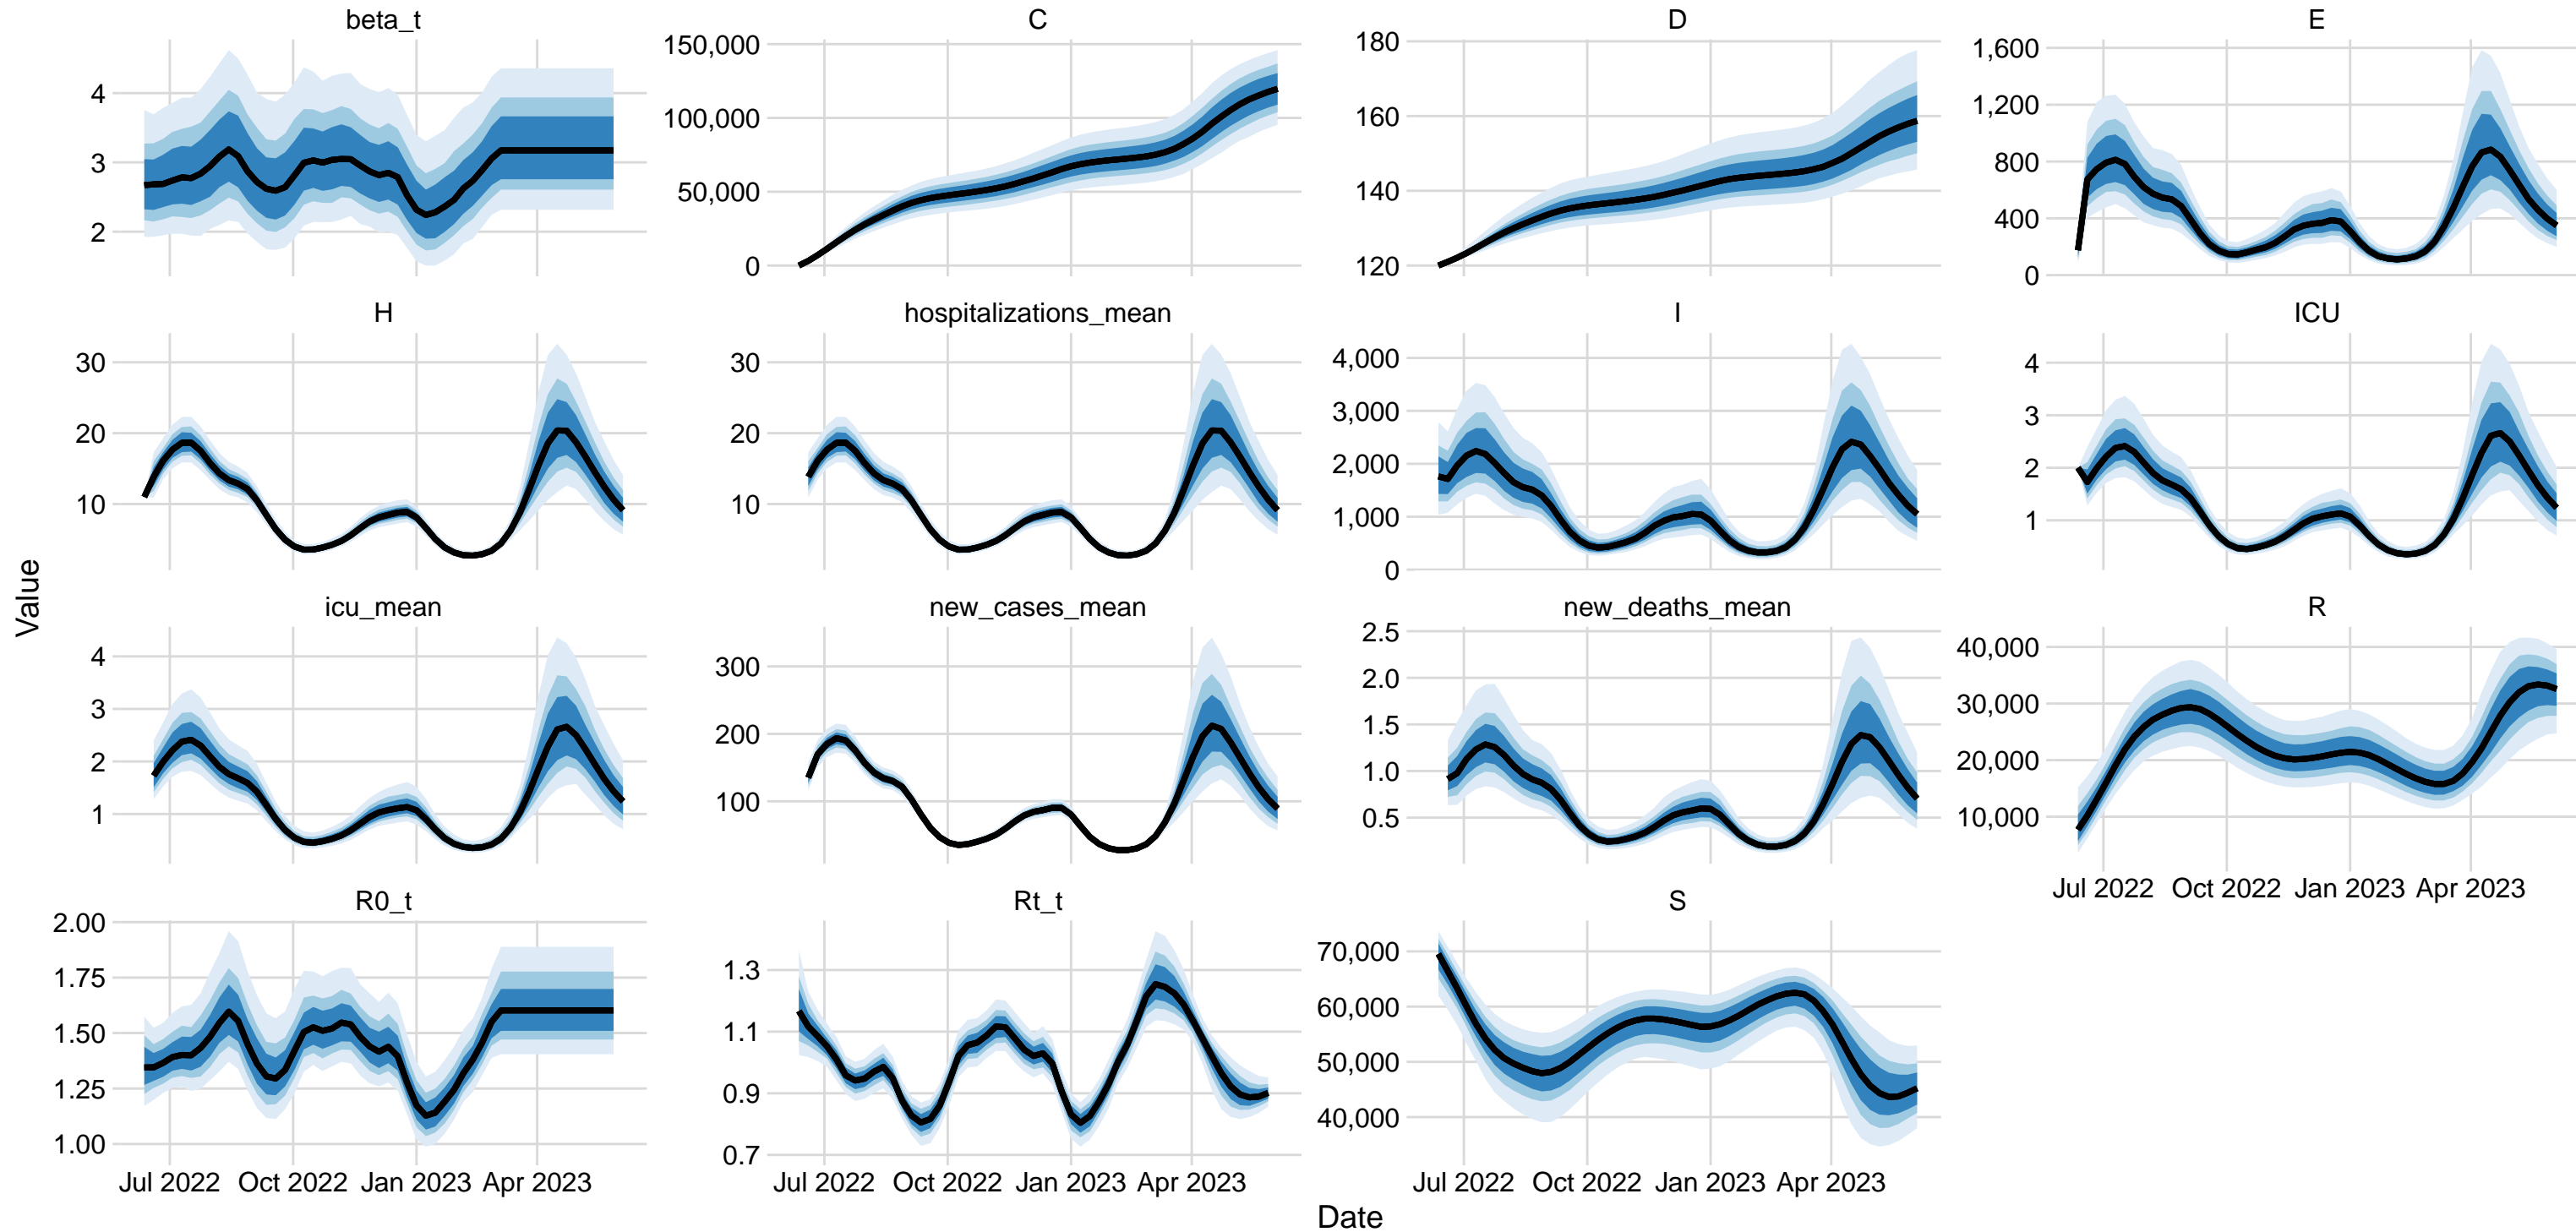 beta_t
C
D
E
4
3
2
150,000
100,000
50,000
0
180
160
140
120
1,600
1,200
800
400
0
H
hospitalizations_mean
I
ICU
30
20
10
30
20
10
4,000
3,000
2,000
1,000
0
4
3
2
1
Value
icu_mean
new_cases_mean
new_deaths_mean
R
4
3
2
1
300
200
100
2.5
2.0
1.5
1.0
0.5
40,000
30,000
20,000
10,000
Jul 2022 Oct 2022 Jan 2023 Apr 2023
R0_t
Rt_t
S
2.00
1.75
1.50
1.25
1.00
1.3
1.1
0.9
0.7
70,000
60,000
50,000
40,000
Jul 2022 Oct 2022 Jan 2023 Apr 2023
Jul 2022 Oct 2022 Jan 2023 Apr 2023
Jul 2022 Oct 2022 Jan 2023 Apr 2023
Date